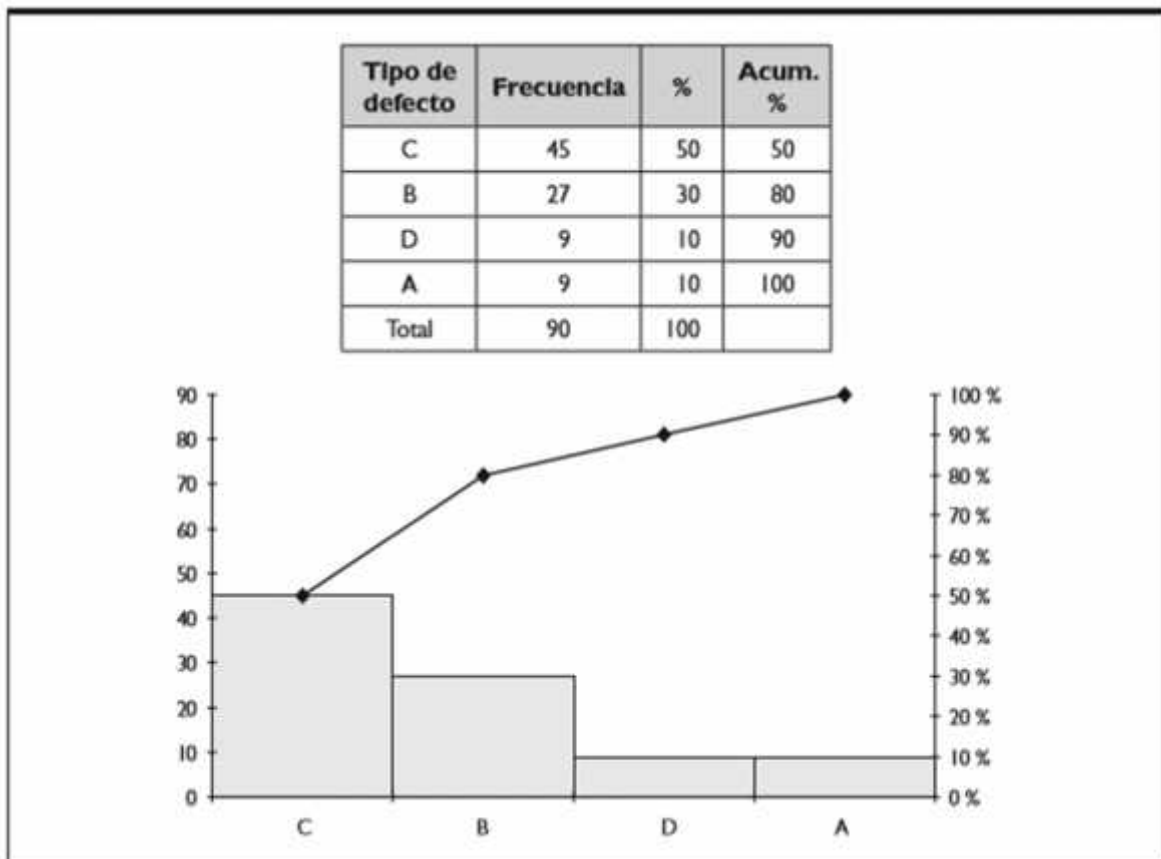 Tipo de defecto Frecuencia % Acum. %
C 45 50 50
B 27 30 80
D 9 10 90
A 9 10 100
Total 90 100
90 100 %
80 90 %
70 80 %
60 70 %
50 60 %
40 50 %
30 40 %
20 30 %
10 20 %
0 10 %
0 %
C B D A